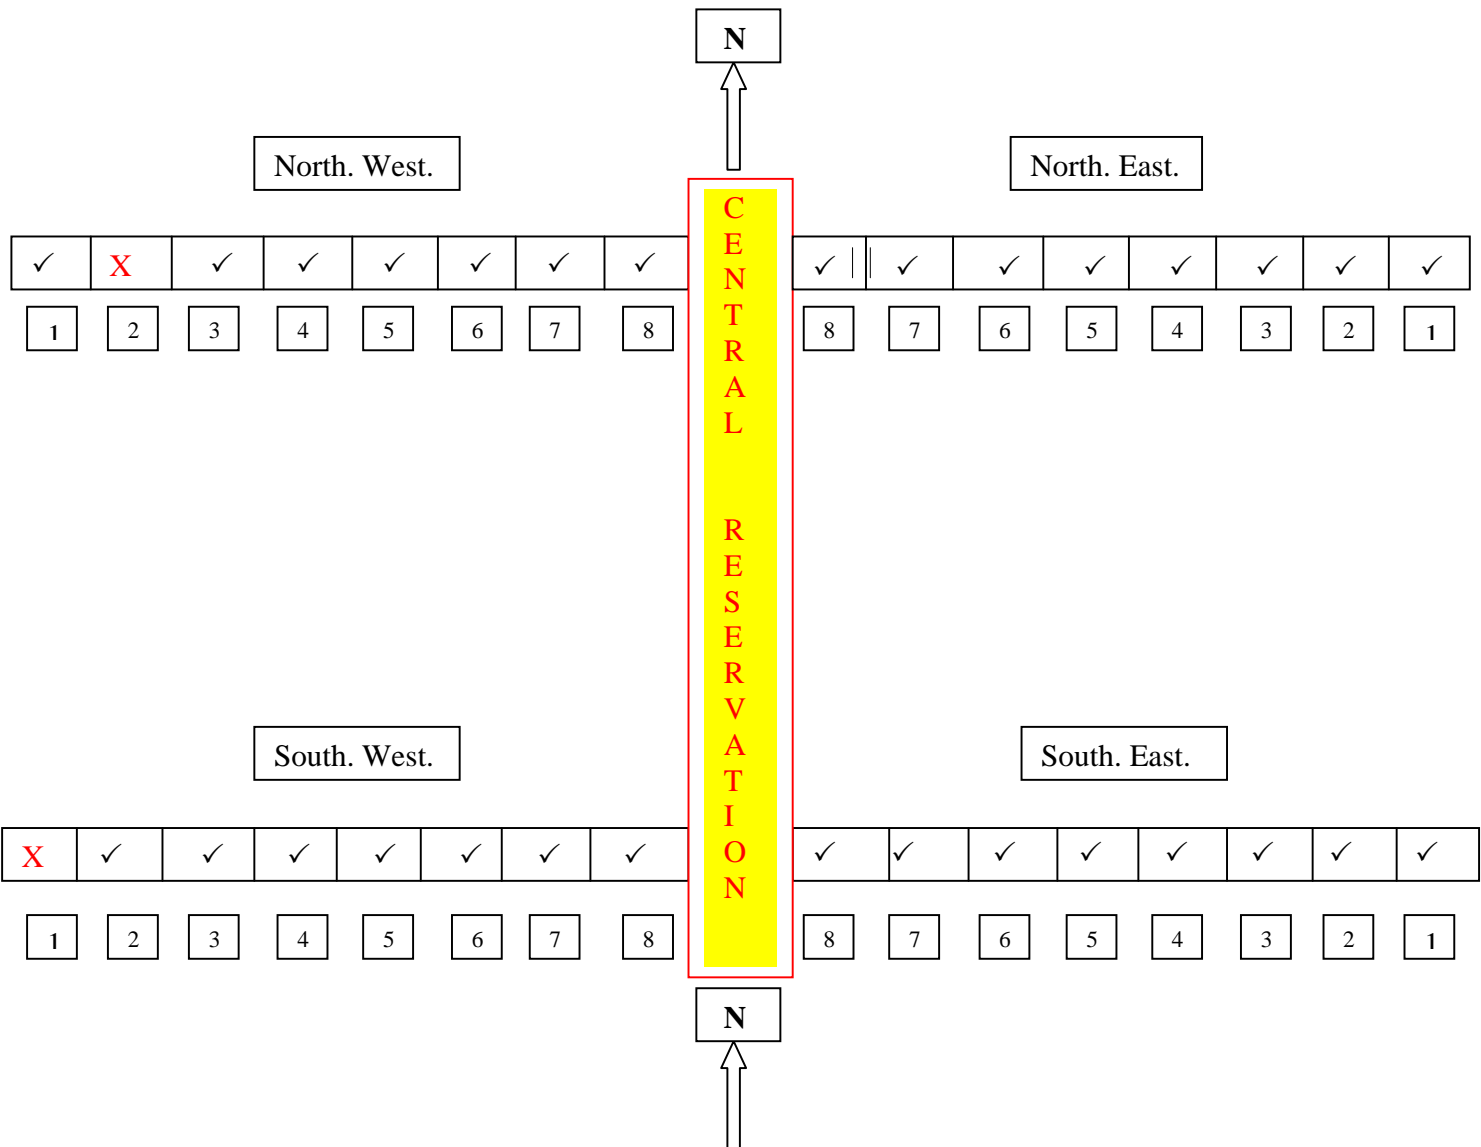 N
North. West.
North. East.
✓ X ✓ ✓ ✓ ✓ ✓ ✓ ✓ ✓ ✓ ✓ ✓ ✓ ✓ ✓
1 2 3 4 5 6 7 8 8 7 6 5 4 3 2 1
CENTRAL RESERVATION
South. West.
South. East.
X ✓ ✓ ✓ ✓ ✓ ✓ ✓ ✓ ✓ ✓ ✓ ✓ ✓ ✓ ✓
1 2 3 4 5 6 7 8 8 7 6 5 4 3 2 1
N